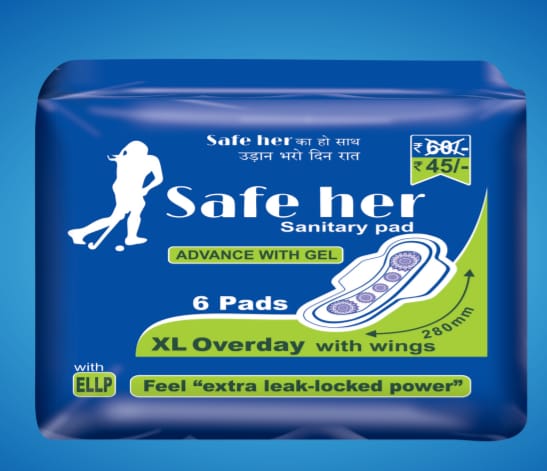 Safe her का हो साथ
उड़ान भरो दिन रात
₹ 60/-
₹ 45/-
Safe her
Sanitary pad
ADVANCE WITH GEL
6 Pads
280mm
XL Overday with wings
with
ELLP
Feel “extra leak-locked power”